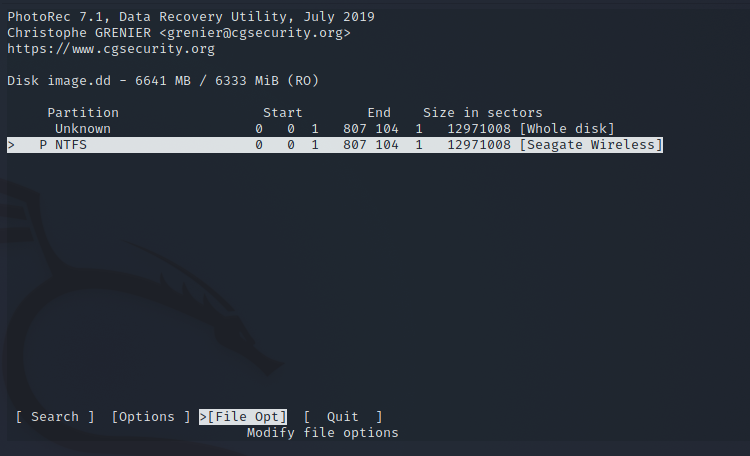 PhotoRec 7.1, Data Recovery Utility, July 2019
Christophe GRENIER <grenier@cgsecurity.org>
https://www.cgsecurity.org
Disk image.dd - 6641 MB / 6333 MiB (RO)
Partition Start End Size in sectors
Unknown 0 0 1 807 104 1 12971008 [Whole disk]
> P NTFS 0 0 1 807 104 1 12971008 [Seagate Wireless]
[ Search ] [Options ] >[File Opt] [ Quit ]
Modify file options